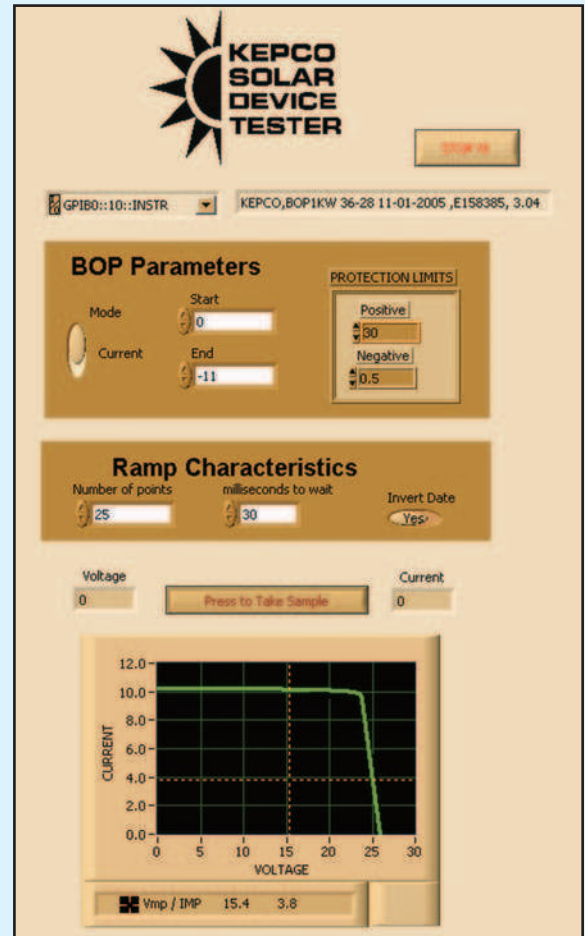 KEPCO
SOLAR
DEVICE
TESTER
GPIB0::10::INSTR
KEPCO,BOP1KW 36-28 11-01-2005 ,E158385, 3.04
BOP Parameters
Mode
Current
Start
0
End
-11
PROTECTION LIMITS
Positive
30
Negative
0.5
Ramp Characteristics
Number of points
25
milliseconds to wait
30
Invert Date
Yes
Voltage
0
Press to Take Sample
Current
0
CURRENT
12.0
10.0
8.0
6.0
4.0
2.0
0.0
0 5 10 15 20 25 30
VOLTAGE
Vmp / IMP 15.4 3.8